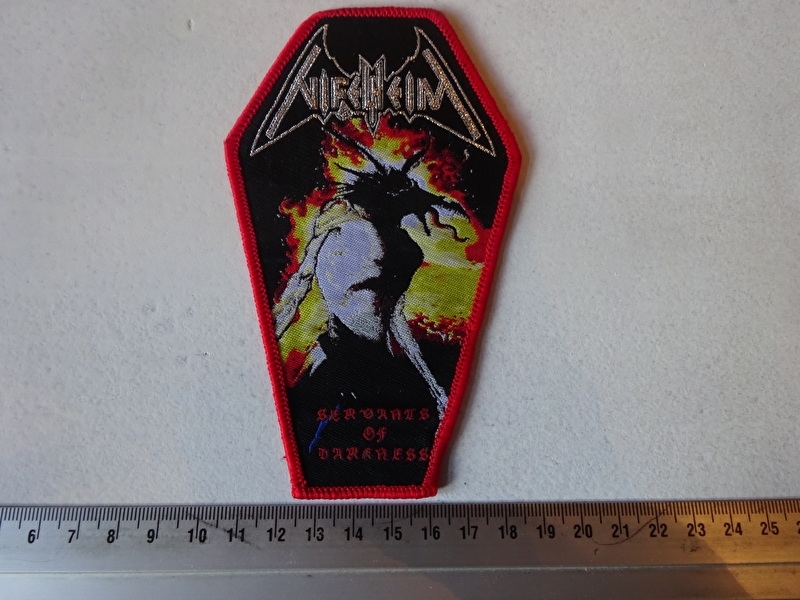 NIFELHEIM
SERVANTS
OF
DARKNESS
6 7 8 9 10 11 12 13 14 15 16 17 18 19 20 21 22 23 24 25 2